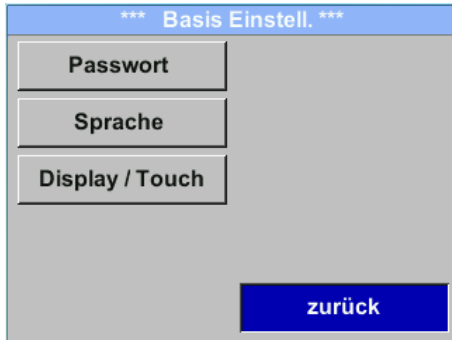 *** Basis Einstell. ***
Passwort
Sprache
Display / Touch
zurück